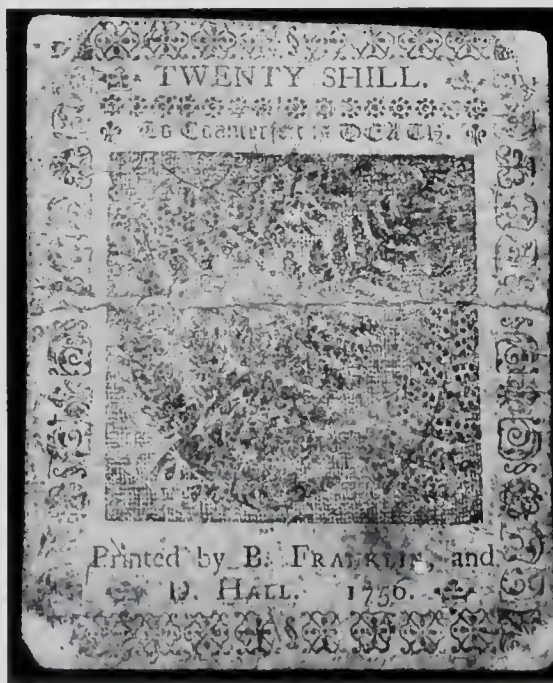 TWENTY SHILL.
To Counterfeit is DEATH.
Printed by B. FRANKLIN, and
D. HALL. 1756.